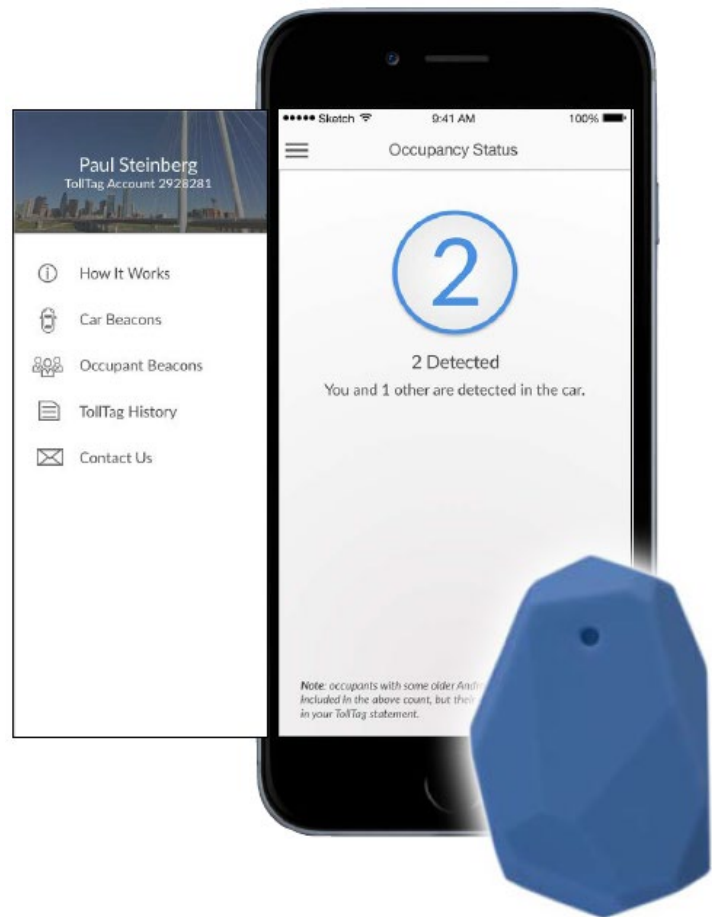 Paul Steinberg
TollTag Account 2928281
How It Works
Car Beacons
Occupant Beacons
TollTag History
Contact Us
Sketch 9:41 AM 100%
Occupancy Status
2
2 Detected
You and 1 other are detected in the car.
Note: occupants with some older
included in the above count, but their
in your TollTag statement.